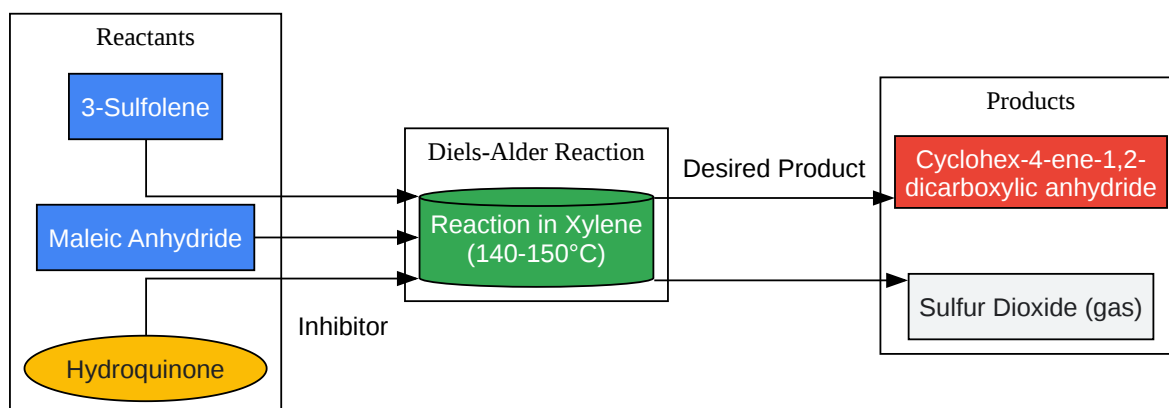 Reactants
3-Sulfolene
Maleic Anhydride
Hydroquinone
Inhibitor
Diels-Alder Reaction
Reaction in Xylene
(140-150°C)
Desired Product
Products
Cyclohex-4-ene-1,2-
dicarboxylic anhydride
Sulfur Dioxide (gas)